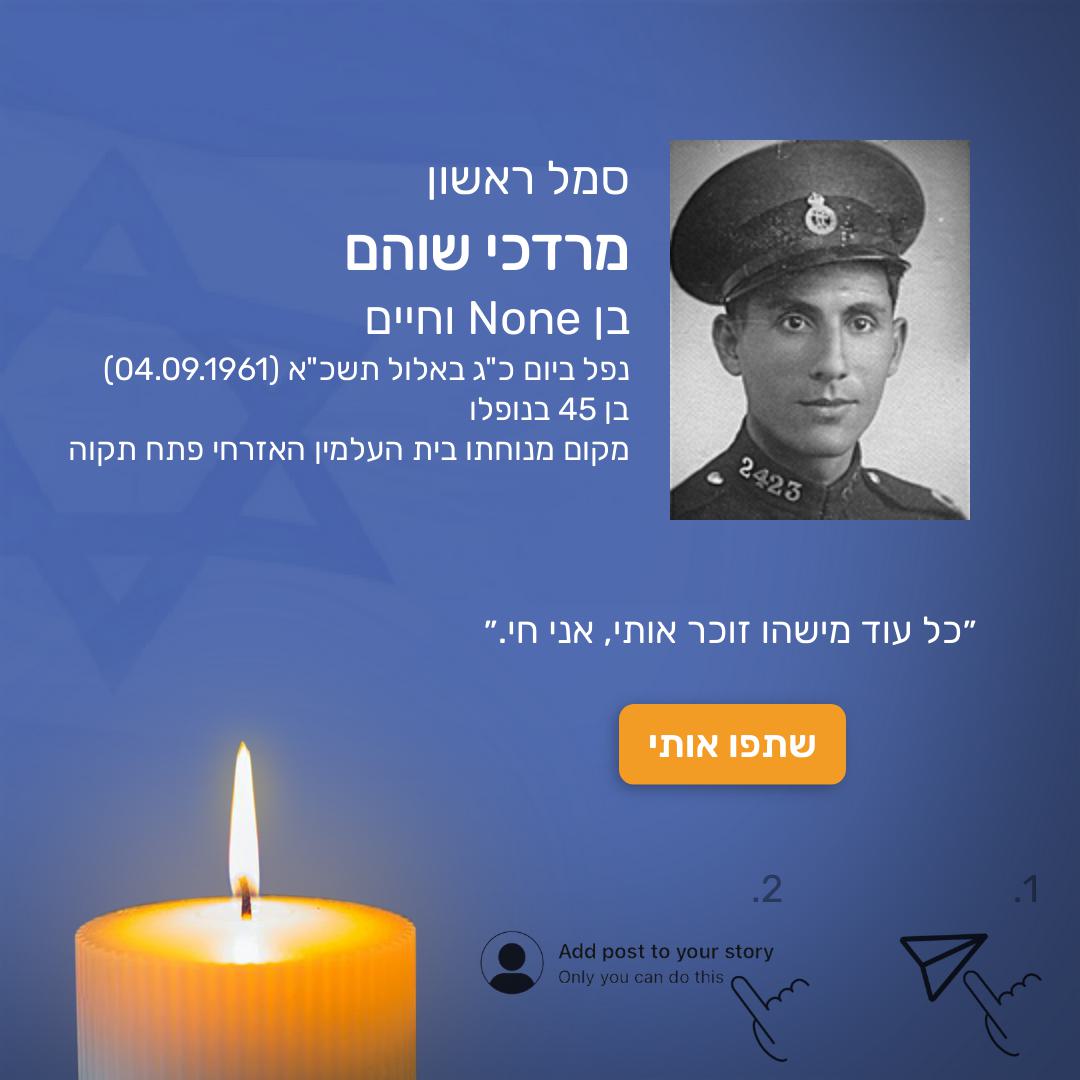 סמל ראשון
מרדכי שוהם
בן None וחיים
נפל ביום כ"ג באלול תשכ"א (04.09.1961)
בן 45 בנופלו
מקום מנוחתו בית העלמין האזרחי פתח תקוה
2423
״כל עוד מישהו זוכר אותי, אני חי.״
שתפו אותי
.1
.2
Add post to your story
Only you can do this